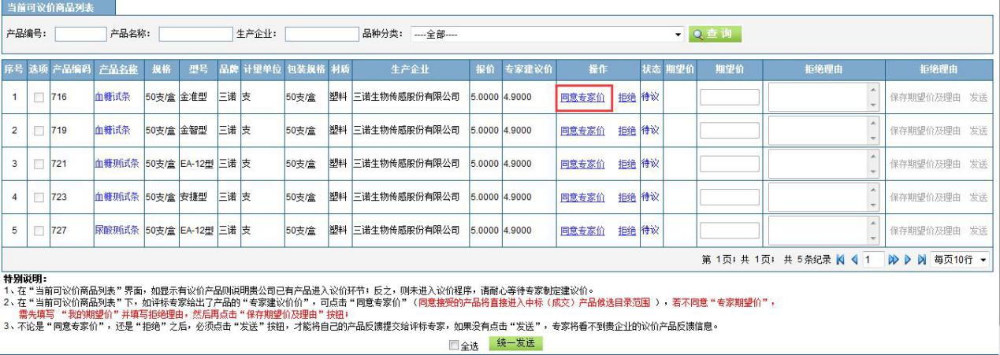 当前可议价商品列表
产品编号： 产品名称： 生产企业： 品种分类： ----全部---- 查 询
序号 选项 产品编码 产品名称 规格 型号 品牌 计量单位 包装规格 材质 生产企业 报价 专家建议价 操作 状态 期望价 期望价 拒绝理由 拒绝理由
1 716 血糖试条 50支/盒 金准型 三诺 支 50支/盒 塑料 三诺生物传感股份有限公司 5.0000 4.9000 同意专家价 拒绝 待议 保存期望价及理由 发送
2 719 血糖试条 50支/盒 金智型 三诺 支 50支/盒 塑料 三诺生物传感股份有限公司 5.0000 4.9000 同意专家价 拒绝 待议 保存期望价及理由 发送
3 721 血糖测试条 50支/盒 EA-12型 三诺 支 50支/盒 塑料 三诺生物传感股份有限公司 5.0000 4.9000 同意专家价 拒绝 待议 保存期望价及理由 发送
4 723 血糖测试条 50支/盒 安捷型 三诺 支 50支/盒 塑料 三诺生物传感股份有限公司 5.0000 4.9000 同意专家价 拒绝 待议 保存期望价及理由 发送
5 727 尿酸测试条 50支/盒 EA-12型 三诺 支 50支/盒 塑料 三诺生物传感股份有限公司 5.0000 4.9000 同意专家价 拒绝 待议 保存期望价及理由 发送
第 1页；共 1页； 共 5条纪录 1 每页10行
特别说明：
1、在“当前可议价商品列表”界面，如显示有议价产品则说明贵公司已有产品进入议价环节；反之，则未进入议价程序，请耐心等待专家制定建议价。
2、在“当前可议价商品列表”下，如评标专家给出了产品的“专家建议价价”，可点击“同意专家价”（同意接受的产品将直接进入中标（成交）产品候选目录范围 ），若不同意“专家期望价”，
需先填写 “我的期望价”并填写拒绝理由，然后再点击“保存期望价及理由”按钮；
3、不论是“同意专家价”，还是“拒绝”之后，必须点击“发送”按钮，才能将自己的产品反馈提交给评标专家，如果没有点击“发送”，专家将看不到贵企业的议价产品反馈信息。
全选 统一发送